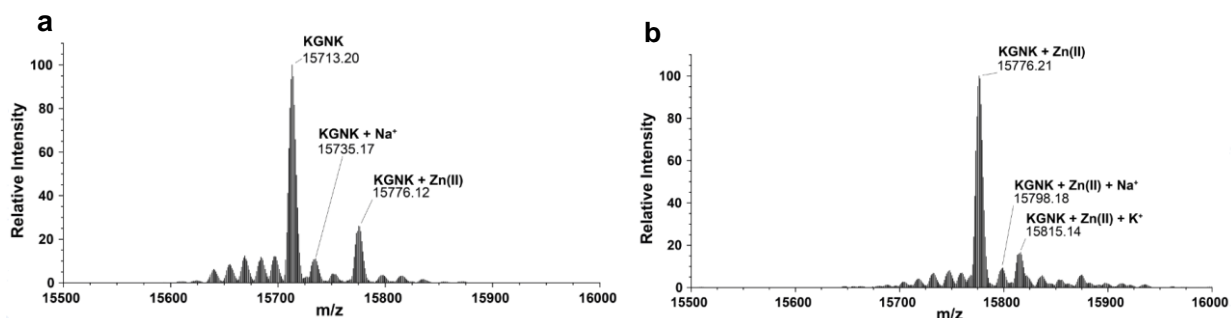 a
KGNK
15713.20
KGNK + Na⁺
15735.17
KGNK + Zn(II)
15776.12
Relative Intensity
100
80
60
40
20
0
15500
15600
15700
15800
15900
16000
m/z
b
KGNK + Zn(II)
15776.21
KGNK + Zn(II) + Na⁺
15798.18
KGNK + Zn(II) + K⁺
15815.14
Relative Intensity
100
80
60
40
20
0
15500
15600
15700
15800
15900
16000
m/z